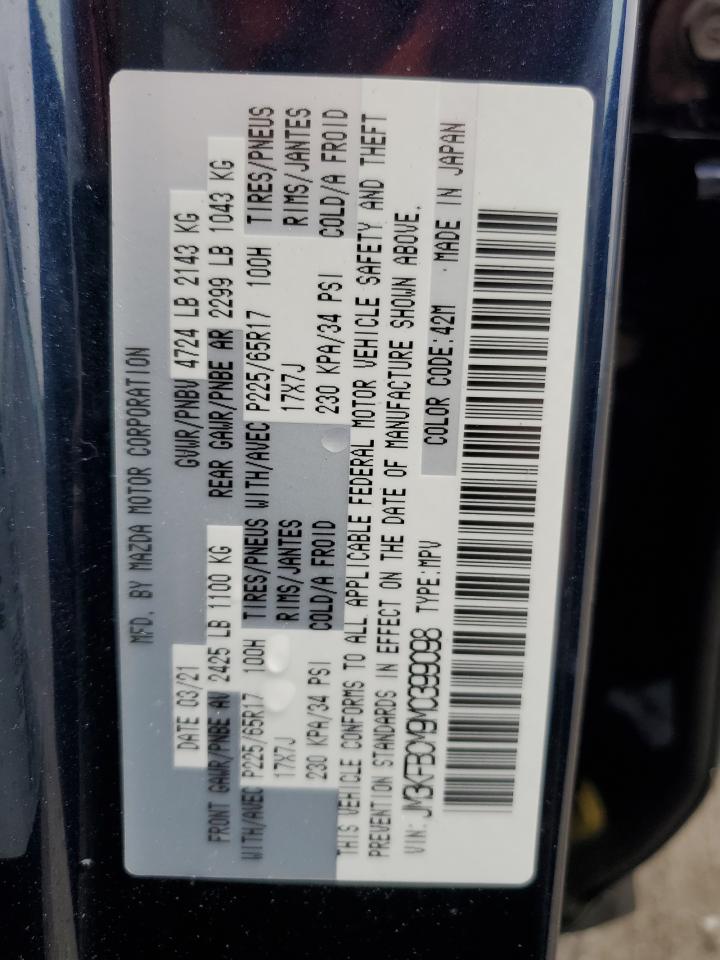 MFD. BY MAZDA MOTOR CORPORATION
DATE 03/21 GVWR/PNBV 4724 LB 2143 KG
FRONT GAWR/PNBE AV 2425 LB 1100 KG REAR GAWR/PNBE AR 2299 LB 1043 KG
WITH/AVEC P225/65R17 100H TIRES/PNEUS WITH/AVEC P225/65R17 100H TIRES/PNEUS
17X7J RIMS/JANTES 17X7J RIMS/JANTES
230 KPA/34 PSI COLD/A FROID 230 KPA/34 PSI COLD/A FROID
THIS VEHICLE CONFORMS TO ALL APPLICABLE FEDERAL MOTOR VEHICLE SAFETY AND THEFT
PREVENTION STANDARDS IN EFFECT ON THE DATE OF MANUFACTURE SHOWN ABOVE.
VIN: JM3KFBCM9M0399098 TYPE:MPV COLOR CODE:42M MADE IN JAPAN